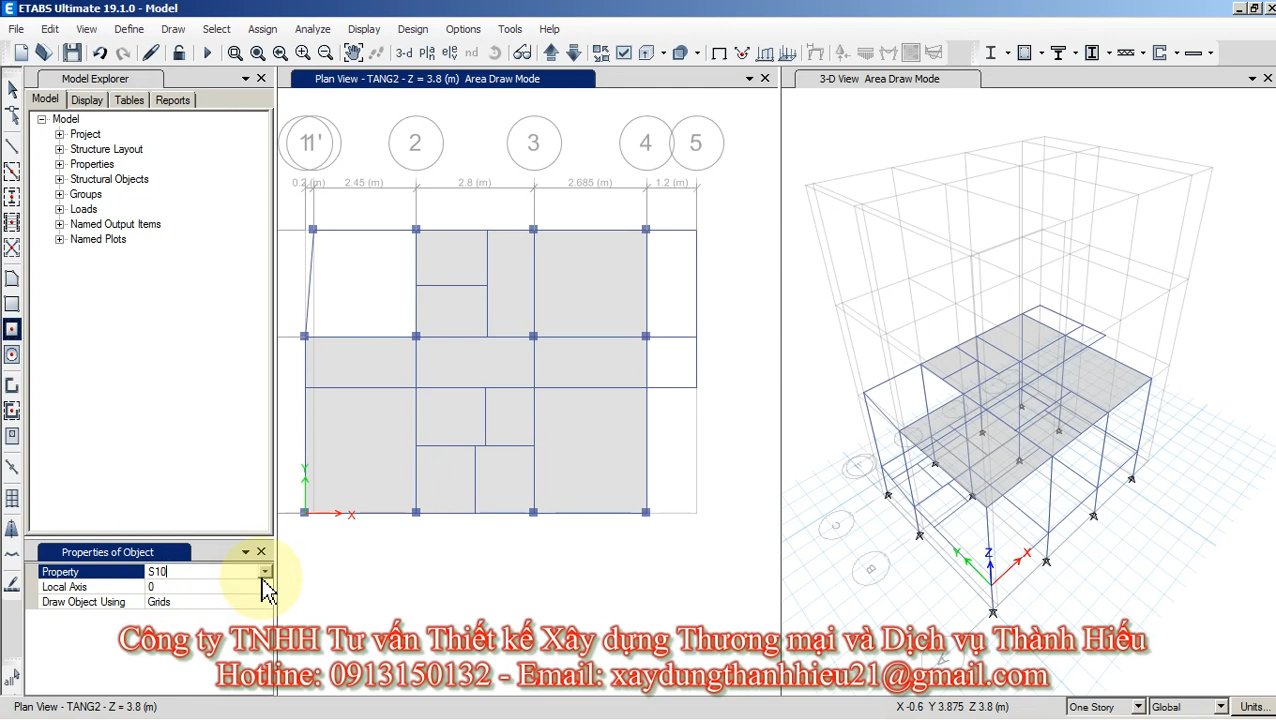 ETABS Ultimate 19.1.0 - Model
File Edit View Define Draw Select Assign Analyze Display Design Options Tools Help
3-d
nd
Model Explorer
Plan View - TANG2 - Z = 3.8 (m) Area Draw Mode
3-D View Area Draw Mode
Model Display Tables Reports
Model
Project
Structure Layout
Properties
Structural Objects
Groups
Loads
Named Output Items
Named Plots
1' 2 3 4 5
2.45 (m) 2.8 (m) 2.685 (m) 1.2 (m)
Y
X
C
B
A
Y
Z
X
Properties of Object
Property S10
Local Axis 0
Draw Object Using Grids
Công ty TNHH Tư vấn Thiết kế Xây dựng Thương mại và Dịch vụ Thành Hiếu
Hotline: 0913150132 - Email: xaydungthanhhieu21@gmail.com
Plan View - TANG2 - Z = 3.8 (m)
X -0.6 Y 3.875 Z 3.8 (m)
One Story
Global
Units...